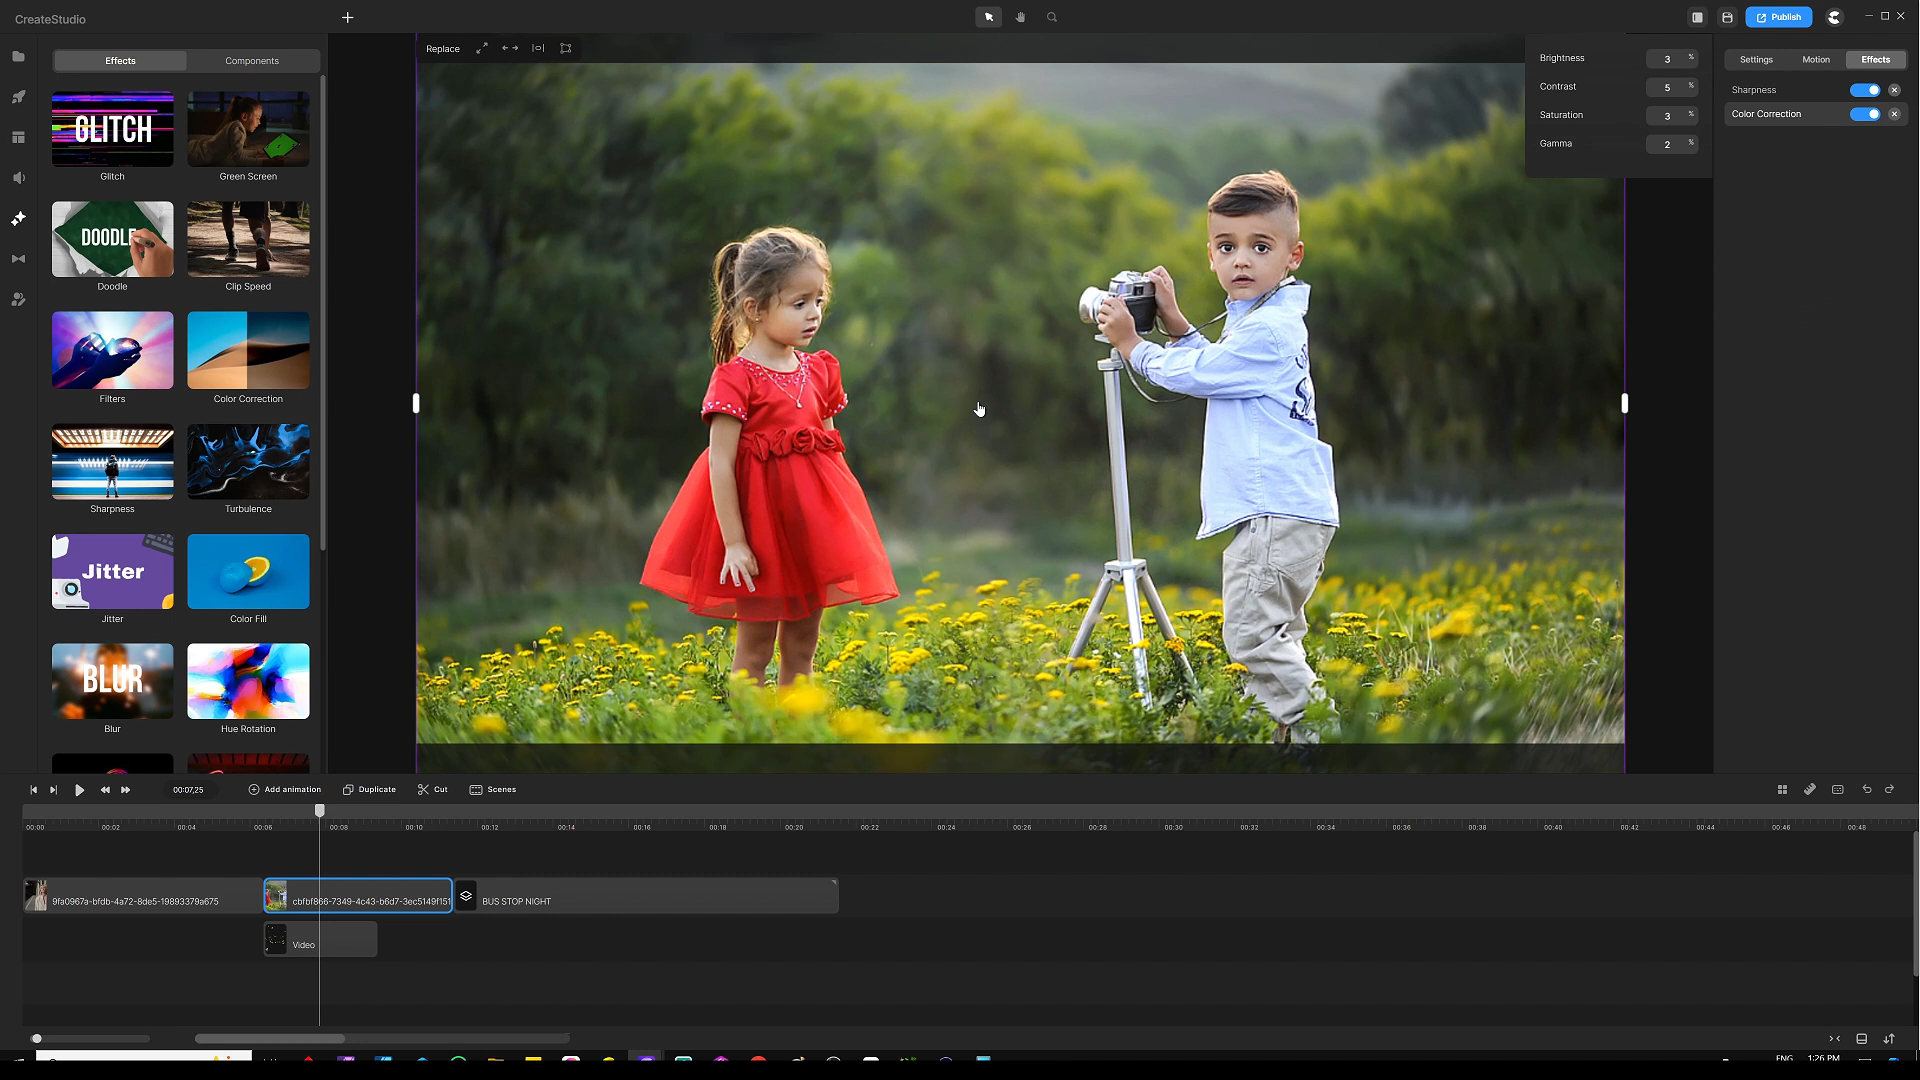 CreateStudio
Publish
Effects
Components
GLITCH
Glitch
Green Screen
DOODLE
Doodle
Clip Speed
Filters
Color Correction
Sharpness
Turbulence
Jitter
Jitter
Color Fill
BLUR
Blur
Hue Rotation
Replace
Brightness 3 %
Contrast 5 %
Saturation 3 %
Gamma 2 %
Settings
Motion
Effects
Sharpness
Color Correction
00:07,25
Add animation
Duplicate
Cut
Scenes
00:00 00:02 00:04 00:06 00:08 00:10 00:12 00:14 00:16 00:18 00:20 00:22 00:24 00:26 00:28 00:30 00:32 00:34 00:36 00:38 00:40 00:42 00:44 00:46 00:48
9fa0967a-bfdb-4a72-8de5-19893379a675
cbfbf866-7349-4c43-b6d7-3ec5149f151
BUS STOP NIGHT
Video
ENG
1:26 PM